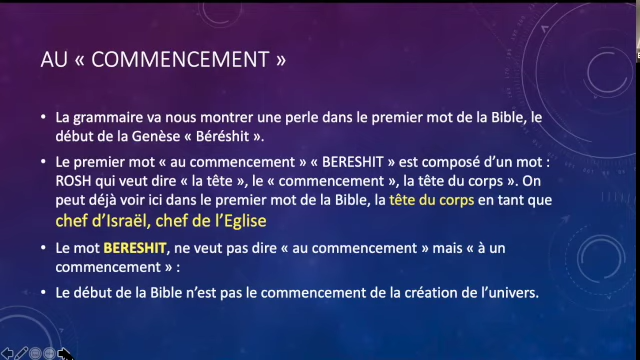 AU « COMMENCEMENT »
• La grammaire va nous montrer une perle dans le premier mot de la Bible, le
début de la Genèse « Béréshit ».
• Le premier mot « au commencement » « BERESHIT » est composé d'un mot :
ROSH qui veut dire « la tête », le « commencement », la tête du corps ». On
peut déjà voir ici dans le premier mot de la Bible, la tête du corps en tant que
chef d'Israël, chef de l'Eglise
• Le mot BERESHIT, ne veut pas dire « au commencement » mais « à un
commencement » :
• Le début de la Bible n'est pas le commencement de la création de l'univers.